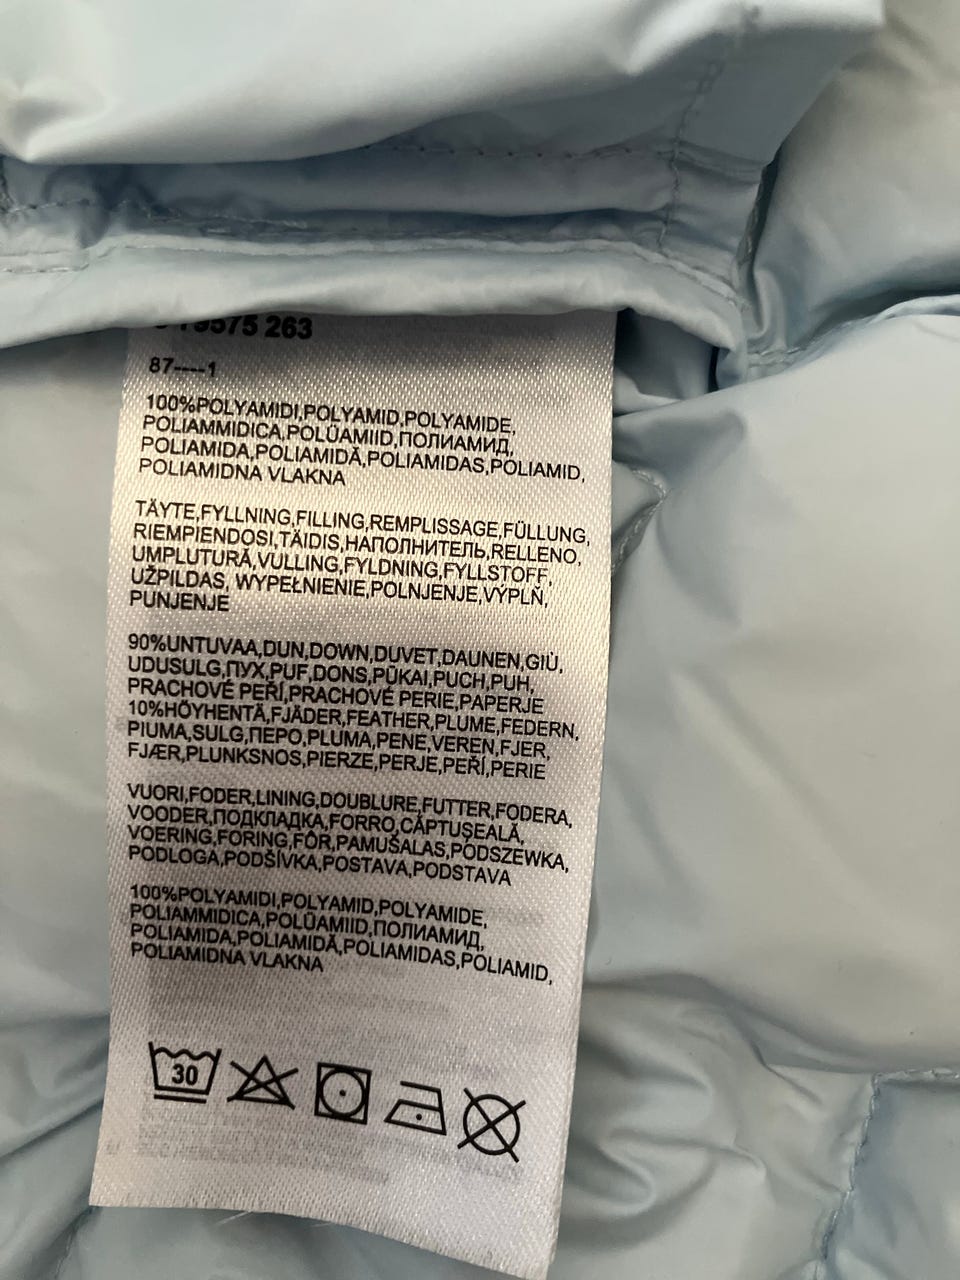 9575 263
87----1
100%POLYAMIDI,POLYAMID,POLYAMIDE,
POLIAMMIDICA,POLÜAMIID,ПОЛИАМИД,
POLIAMIDA,POLIAMIDĂ,POLIAMIDAS,POLIAMID,
POLIAMIDNA VLAKNA
TÄYTE,FYLLNING,FILLING,REMPLISSAGE,FÜLLUNG,
RIEMPIENDOSI,TÄIDIS,НАПОЛНИТЕЛЬ,RELLENO,
UMPLUTURĂ,VULLING,FYLDNING,FYLLSTOFF,
UŽPILDAS, WYPEŁNIENIE,POLNJENJE,VÝPLŇ,
PUNJENJE
90%UNTUVAA,DUN,DOWN,DUVET,DAUNEN,GIÙ,
UDUSULG,ПУХ,PUF,DONS,PŪKAI,PUCH,PUH,
PRACHOVÉ PEŘÍ,PRACHOVÉ PERIE,PAPERJE
10%HÖYHENTÄ,FJÄDER,FEATHER,PLUME,FEDERN,
PIUMA,SULG,ПЕРО,PLUMA,PENE,VEREN,FJER,
FJÆR,PLUNKSNOS,PIERZE,PERJE,PEŘÍ,PERIE
VUORI,FODER,LINING,DOUBLURE,FUTTER,FODERA,
VOODER,ПОДКЛАДКА,FORRO,CĂPTUȘEALĂ,
VOERING,FORING,FÔR,PAMUŠALAS,PODSZEWKA,
PODLOGA,PODŠÍVKA,POSTAVA,PODSTAVA
100%POLYAMIDI,POLYAMID,POLYAMIDE,
POLIAMMIDICA,POLÜAMIID,ПОЛИАМИД,
POLIAMIDA,POLIAMIDĂ,POLIAMIDAS,POLIAMID,
POLIAMIDNA VLAKNA
30